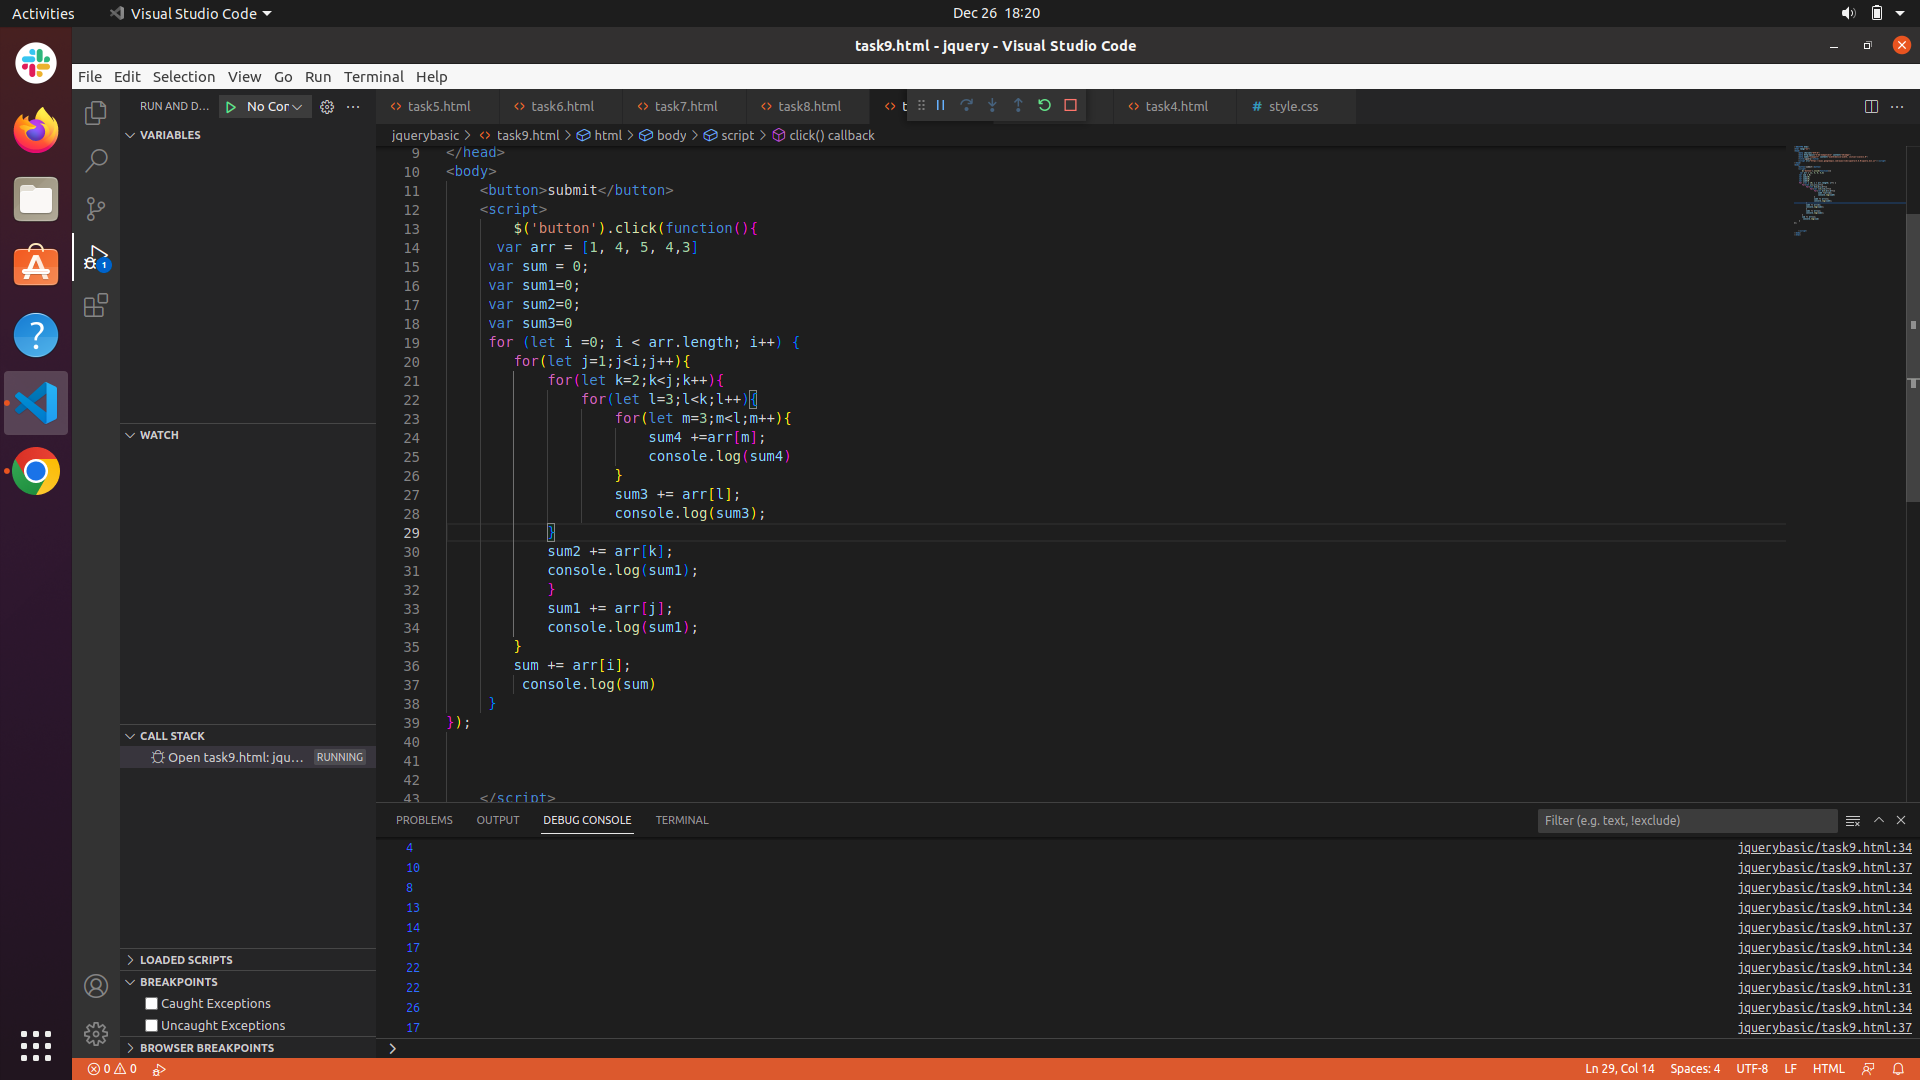 Activities
Visual Studio Code
Dec 26 18:20
task9.html - jquery - Visual Studio Code
File Edit Selection View Go Run Terminal Help
RUN AND D... No Cor
task5.html task6.html task7.html task8.html t task4.html # style.css
jquerybasic > task9.html > html > body > script > click() callback
VARIABLES
WATCH
CALL STACK
Open task9.html: jqu... RUNNING
LOADED SCRIPTS
BREAKPOINTS
Caught Exceptions
Uncaught Exceptions
BROWSER BREAKPOINTS
1
9 </head>
10 <body>
11 <button>submit</button>
12 <script>
13 $('button').click(function(){
14 var arr = [1, 4, 5, 4,3]
15 var sum = 0;
16 var sum1=0;
17 var sum2=0;
18 var sum3=0
19 for (let i =0; i < arr.length; i++) {
20 for(let j=1;j<i;j++){
21 for(let k=2;k<j;k++){
22 for(let l=3;l<k;l++){
23 for(let m=3;m<l;m++){
24 sum4 +=arr[m];
25 console.log(sum4)
26 }
27 sum3 += arr[l];
28 console.log(sum3);
29 }
30 sum2 += arr[k];
31 console.log(sum1);
32 }
33 sum1 += arr[j];
34 console.log(sum1);
35 }
36 sum += arr[i];
37 console.log(sum)
38 }
39 });
40
41
42
43 </script>
PROBLEMS OUTPUT DEBUG CONSOLE TERMINAL
Filter (e.g. text, !exclude)
4 jquerybasic/task9.html:34
10 jquerybasic/task9.html:37
8 jquerybasic/task9.html:34
13 jquerybasic/task9.html:34
14 jquerybasic/task9.html:37
17 jquerybasic/task9.html:34
22 jquerybasic/task9.html:34
22 jquerybasic/task9.html:31
26 jquerybasic/task9.html:34
17 jquerybasic/task9.html:37
0 0
Ln 29, Col 14 Spaces: 4 UTF-8 LF HTML